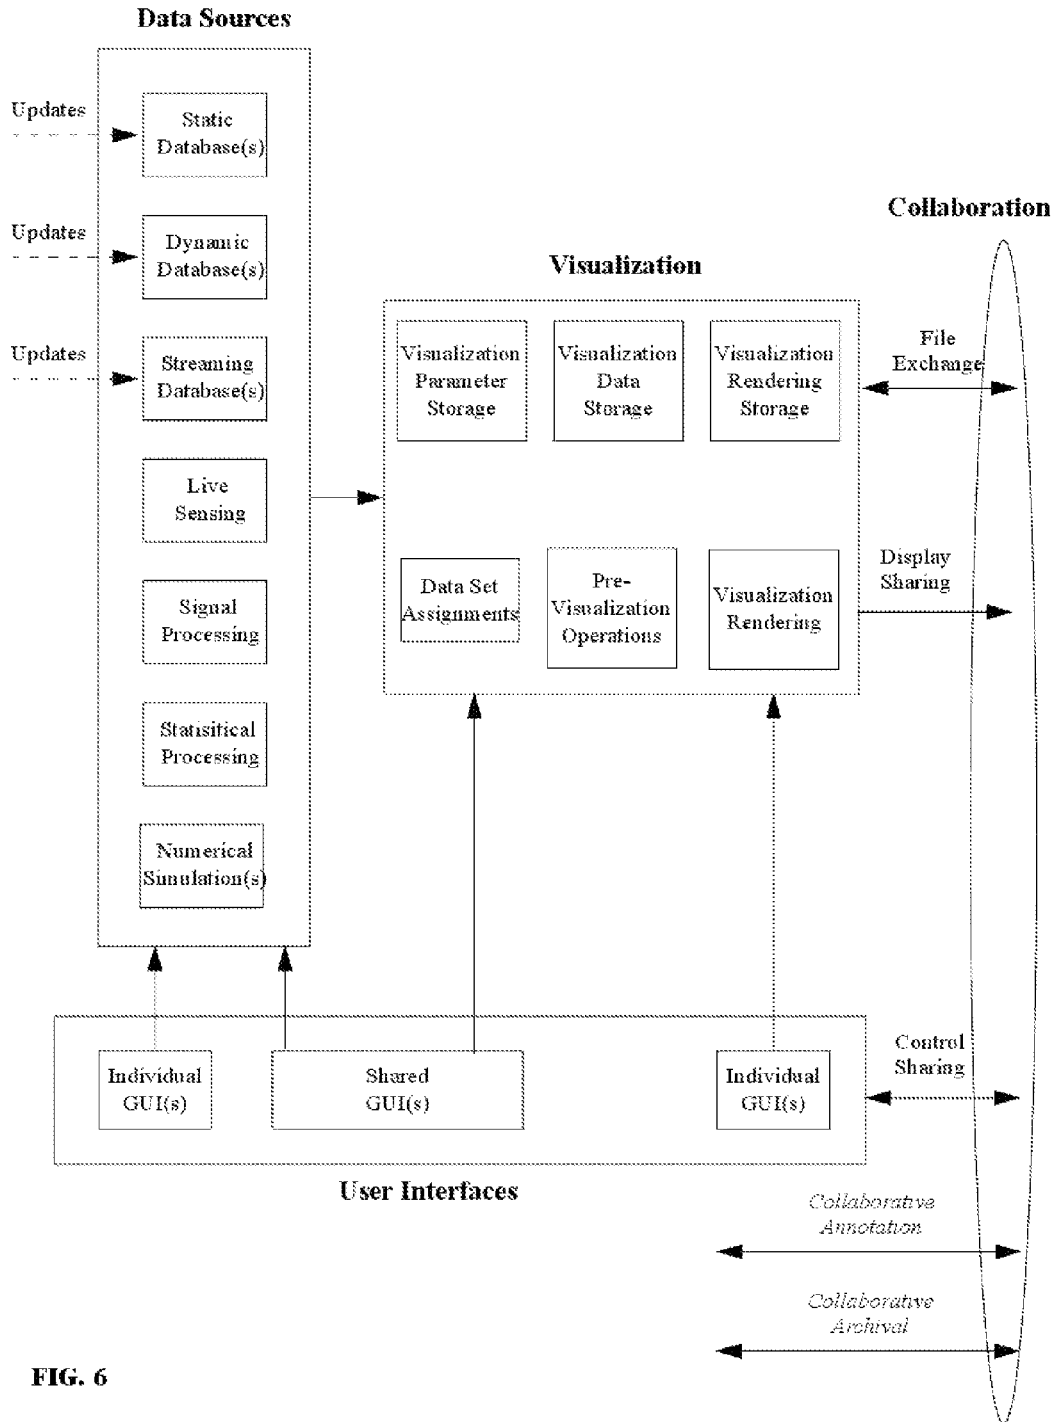 Data Sources
Updates
Static
Database(s)
Updates
Dynamic
Database(s)
Updates
Streaming
Database(s)
Live
Sensing
Signal
Processing
Statisitical
Processing
Numerical
Simulation(s)
Visualization
Visualization
Parameter
Storage
Visualization
Data
Storage
Visualization
Rendering
Storage
Data Set
Assignments
Pre-
Visualization
Operations
Visualization
Rendering
Collaboration
File
Exchange
Display
Sharing
Individual
GUI(s)
Shared
GUI(s)
Individual
GUI(s)
Control
Sharing
User Interfaces
Collaborative
Annotation
Collaborative
Archival
FIG. 6